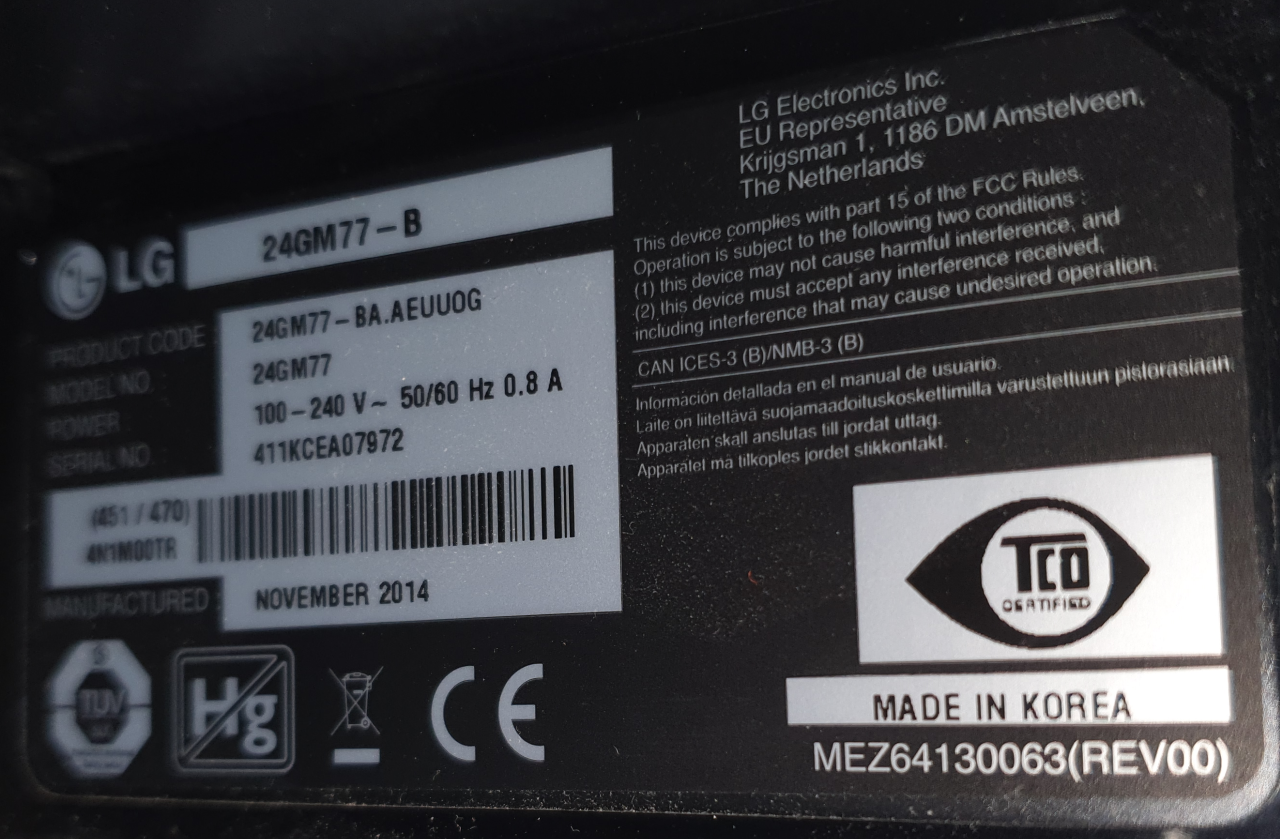 LG Electronics Inc.
EU Representative
Krijgsman 1, 1186 DM Amstelveen,
The Netherlands
LG 24GM77-B
PRODUCT CODE 24GM77-BA.AEUUOG
MODEL NO. 24GM77
POWER 100-240 V~ 50/60 Hz 0.8 A
SERIAL NO. 411KCEA07972
(451 / 470)
4N1M00TR
MANUFACTURED NOVEMBER 2014
This device complies with part 15 of the FCC Rules.
Operation is subject to the following two conditions :
(1) this device may not cause harmful interference, and
(2) this device must accept any interference received,
including interference that may cause undesired operation.
CAN ICES-3 (B)/NMB-3 (B)
Información detallada en el manual de usuario.
Laite on liitettävä suojamaadoituskoskettimilla varustettuun pistorasiaan
Apparaten skall anslutas till jordat uttag.
Apparatet må tilkoples jordet stikkontakt.
TCO
CERTIFIED
MADE IN KOREA
MEZ64130063(REV00)
S
TUV
Hg
CE